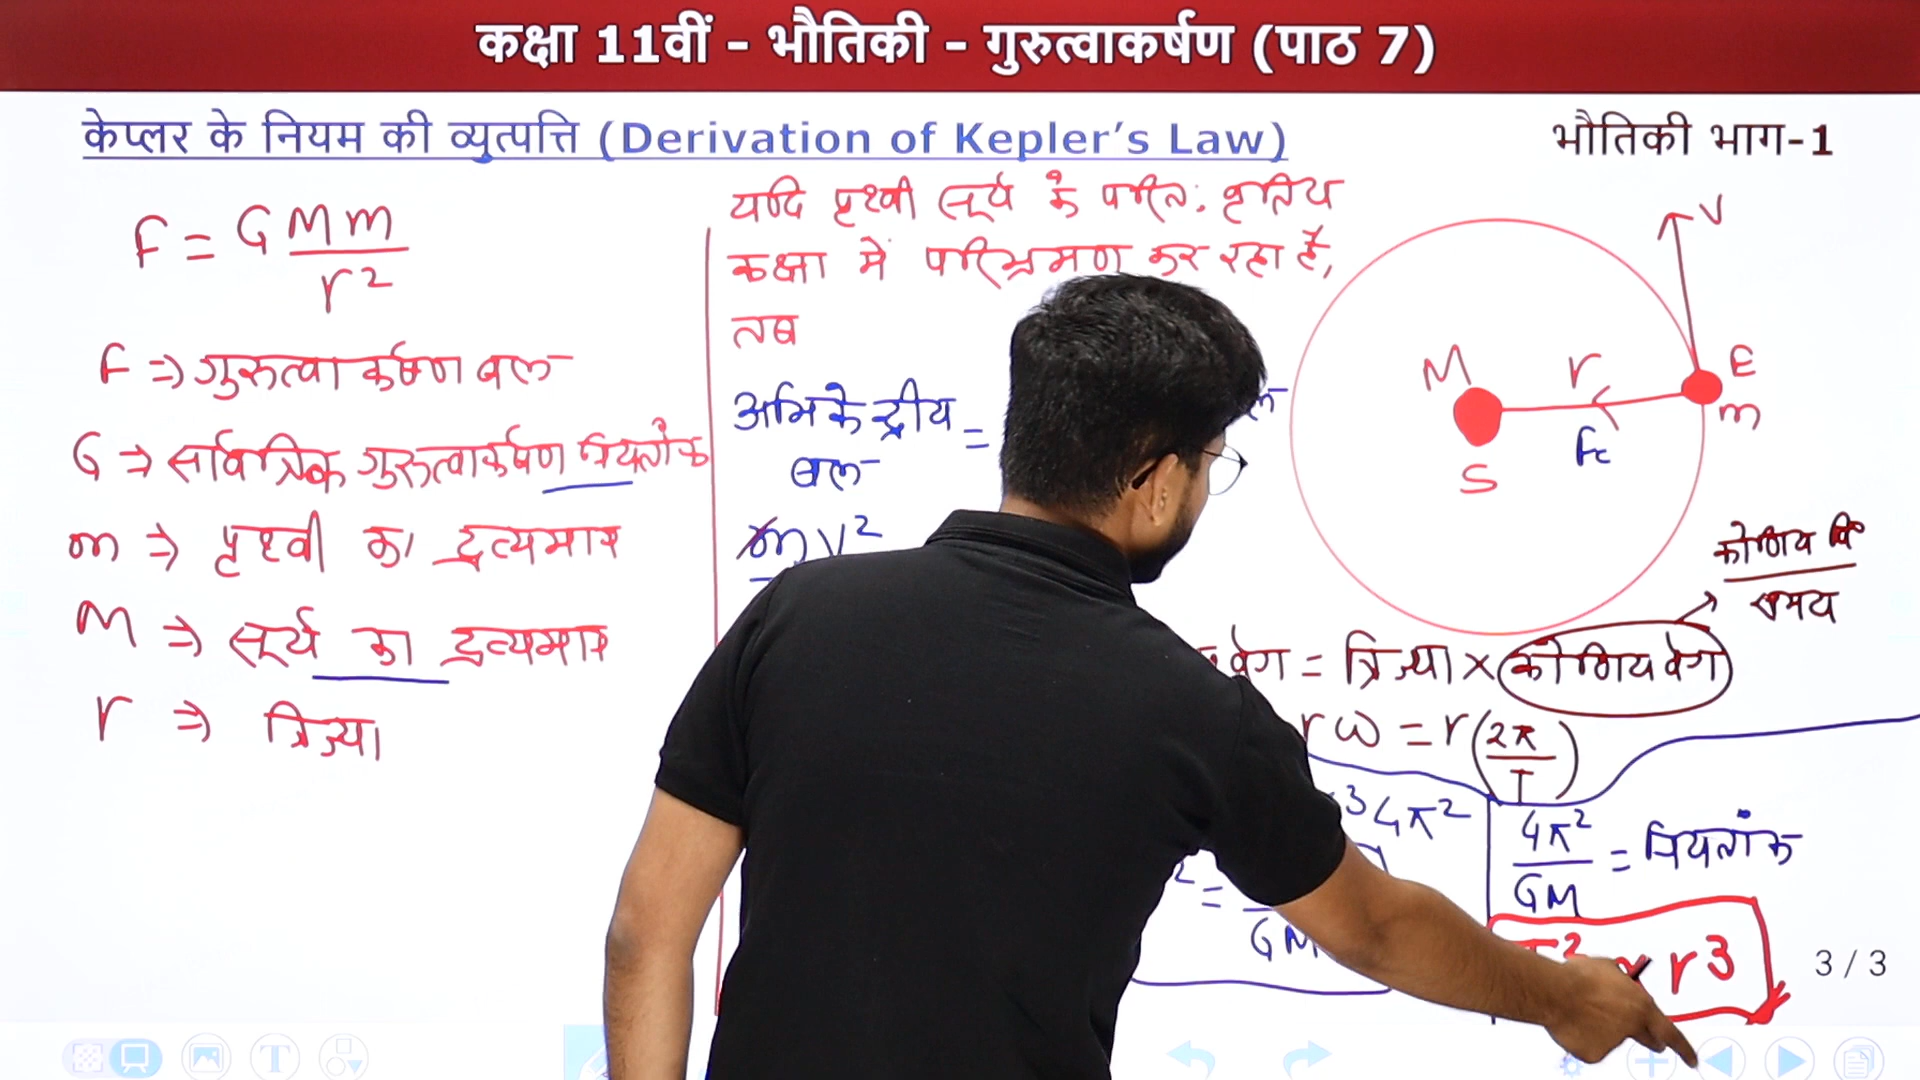 कक्षा 11वीं - भौतिकी - गुरुत्वाकर्षण (पाठ 7)
केप्लर के नियम की व्युत्पत्ति (Derivation of Kepler's Law)
भौतिकी भाग-1
F = G Mm / r²
F ⇒ गुरुत्वाकर्षण बल
G ⇒ सार्वत्रिक गुरुत्वाकर्षण नियतांक
m ⇒ पृथ्वी का द्रव्यमान
M ⇒ सूर्य का द्रव्यमान
r ⇒ त्रिज्या
यदि पृथ्वी सूर्य के परित: वृत्तिय
कक्षा में परिभ्रमण कर रहा है,
तब
अभिकेंद्रीय =
बल
mv²
V
M r E
m
Fc
S
कोणिय वि
समय
वेग = त्रिज्या × कोणिय वेग
rω = r(2π/T)
³4π²
² =
GM
4π²/GM = नियतांक
r³
3 / 3
T